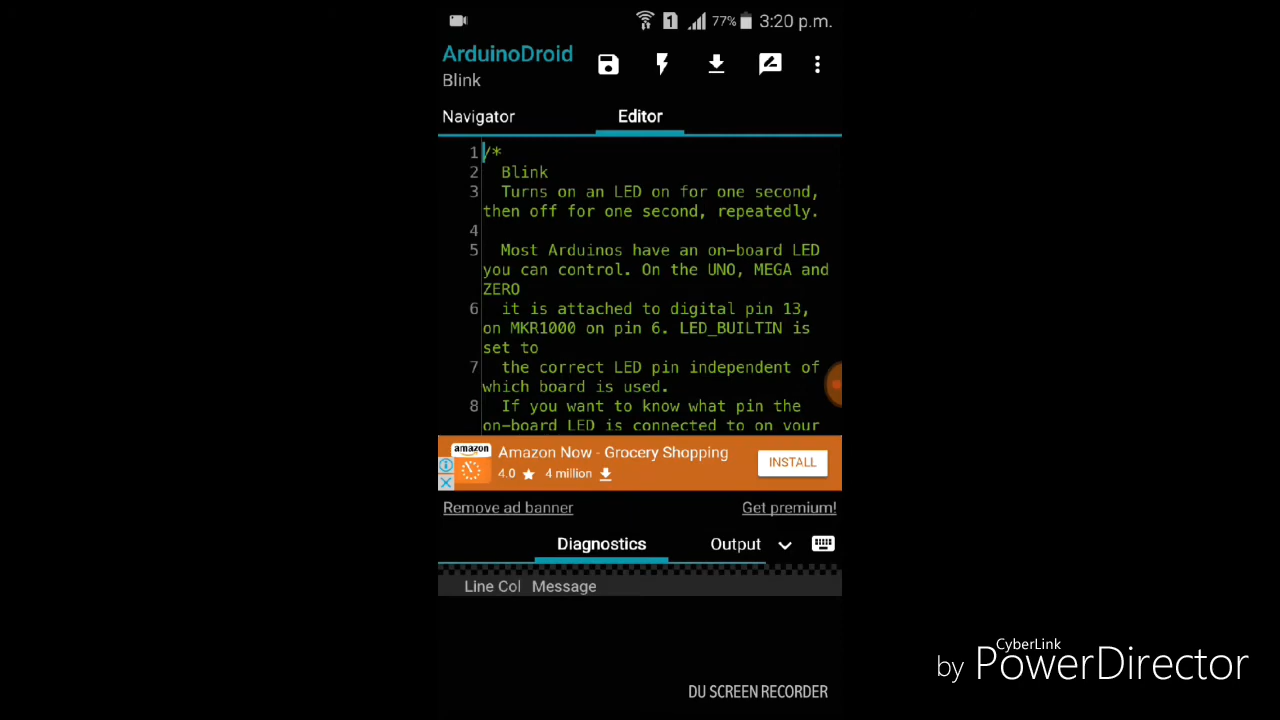 1 77% 3:20 p.m.
ArduinoDroid
Blink
Navigator Editor
1 /*
2 Blink
3 Turns on an LED on for one second,
then off for one second, repeatedly.
4
5 Most Arduinos have an on-board LED
you can control. On the UNO, MEGA and
ZERO
6 it is attached to digital pin 13,
on MKR1000 on pin 6. LED_BUILTIN is
set to
7 the correct LED pin independent of
which board is used.
8 If you want to know what pin the
on-board LED is connected to on your
amazon
Amazon Now - Grocery Shopping
4.0 4 million
INSTALL
Remove ad banner Get premium!
Diagnostics Output
Line Col Message
CyberLink
by PowerDirector
DU SCREEN RECORDER